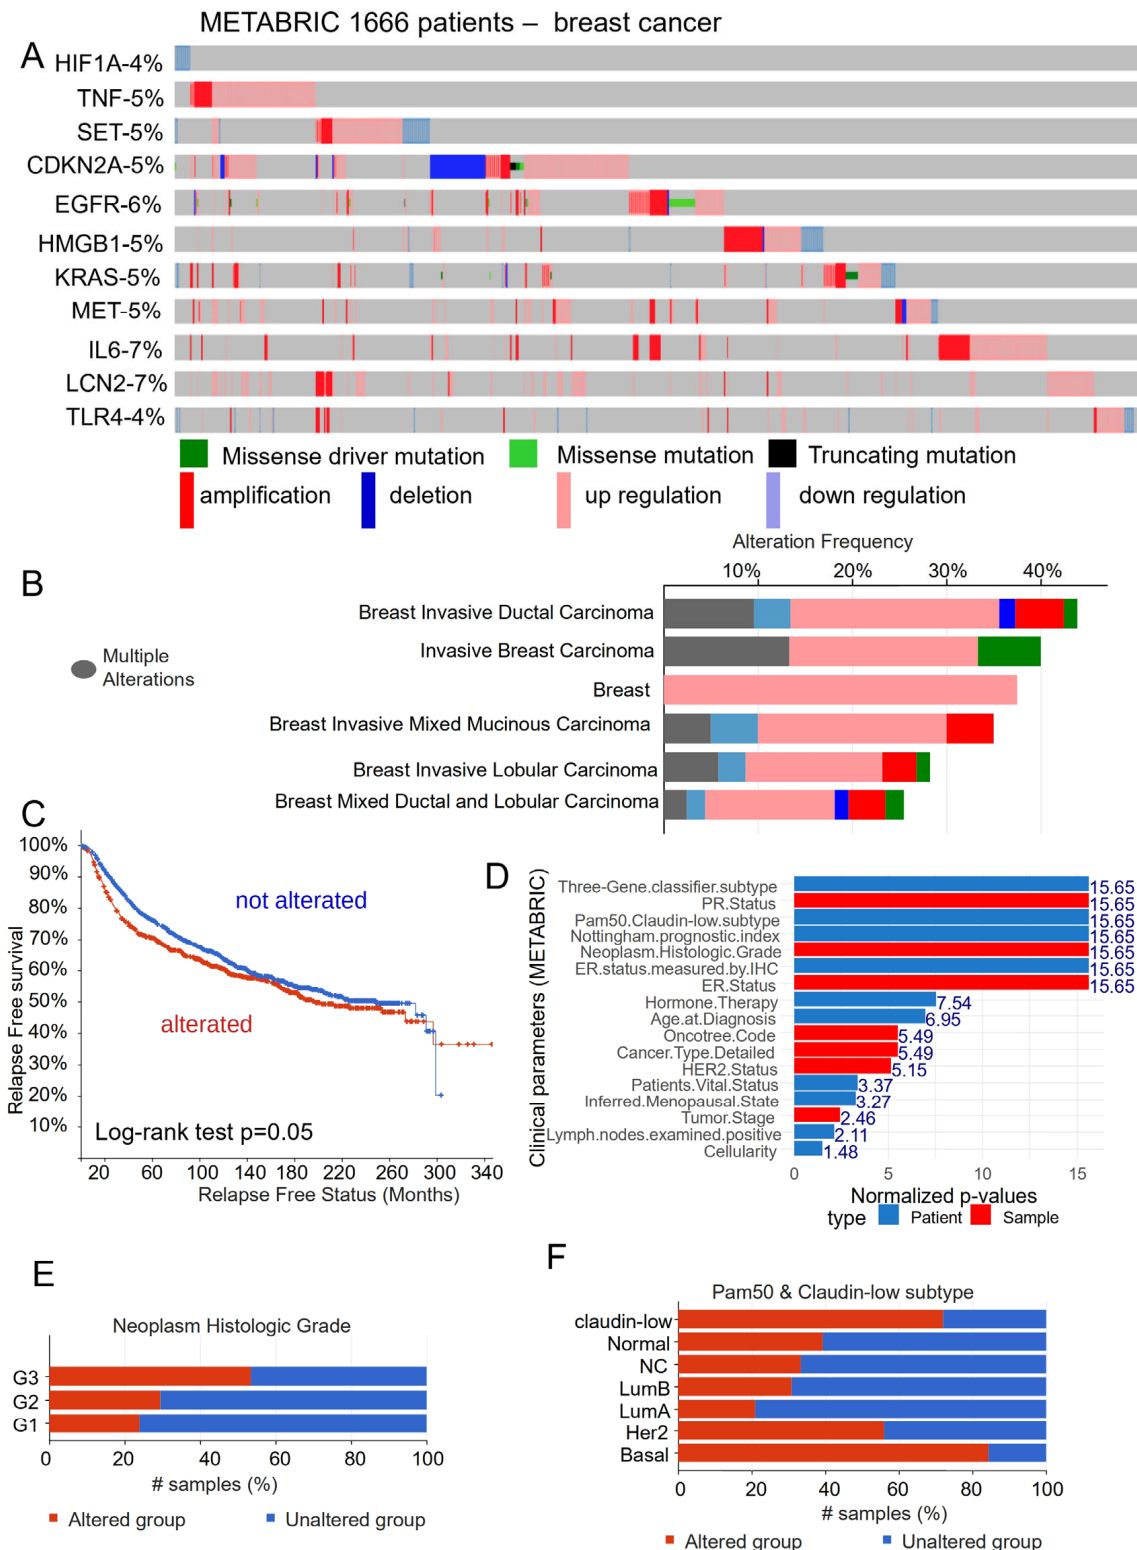 METABRIC 1666 patients – breast cancer
A
HIF1A-4%
TNF-5%
SET-5%
CDKN2A-5%
EGFR-6%
HMGB1-5%
KRAS-5%
MET-5%
IL6-7%
LCN2-7%
TLR4-4%
Missense driver mutation Missense mutation Truncating mutation
amplification deletion up regulation down regulation
B
Alteration Frequency
10% 20% 30% 40%
Breast Invasive Ductal Carcinoma
Invasive Breast Carcinoma
Breast
Breast Invasive Mixed Mucinous Carcinoma
Breast Invasive Lobular Carcinoma
Breast Mixed Ductal and Lobular Carcinoma
Multiple
Alterations
C
Relapse Free survival
100%
90%
80%
70%
60%
50%
40%
30%
20%
10%
not alterated
alterated
Log-rank test p=0.05
20 60 100 140 180 220 260 300 340
Relapse Free Status (Months)
D
Clinical parameters (METABRIC)
Three-Gene.classifier.subtype 15.65
PR.Status 15.65
Pam50.Claudin-low.subtype 15.65
Nottingham.prognostic.index 15.65
Neoplasm.Histologic.Grade 15.65
ER.status.measured.by.IHC 15.65
ER.Status 15.65
Hormone.Therapy 7.54
Age.at.Diagnosis 6.95
Oncotree.Code 5.49
Cancer.Type.Detailed 5.49
HER2.Status 5.15
Patients.Vital.Status 3.37
Inferred.Menopausal.State 3.27
Tumor.Stage 2.46
Lymph.nodes.examined.positive 2.11
Cellularity 1.48
0 5 10 15
Normalized p-values
type Patient Sample
E
Neoplasm Histologic Grade
G3
G2
G1
0 20 40 60 80 100
# samples (%)
Altered group Unaltered group
F
Pam50 & Claudin-low subtype
claudin-low
Normal
NC
LumB
LumA
Her2
Basal
0 20 40 60 80 100
# samples (%)
Altered group Unaltered group